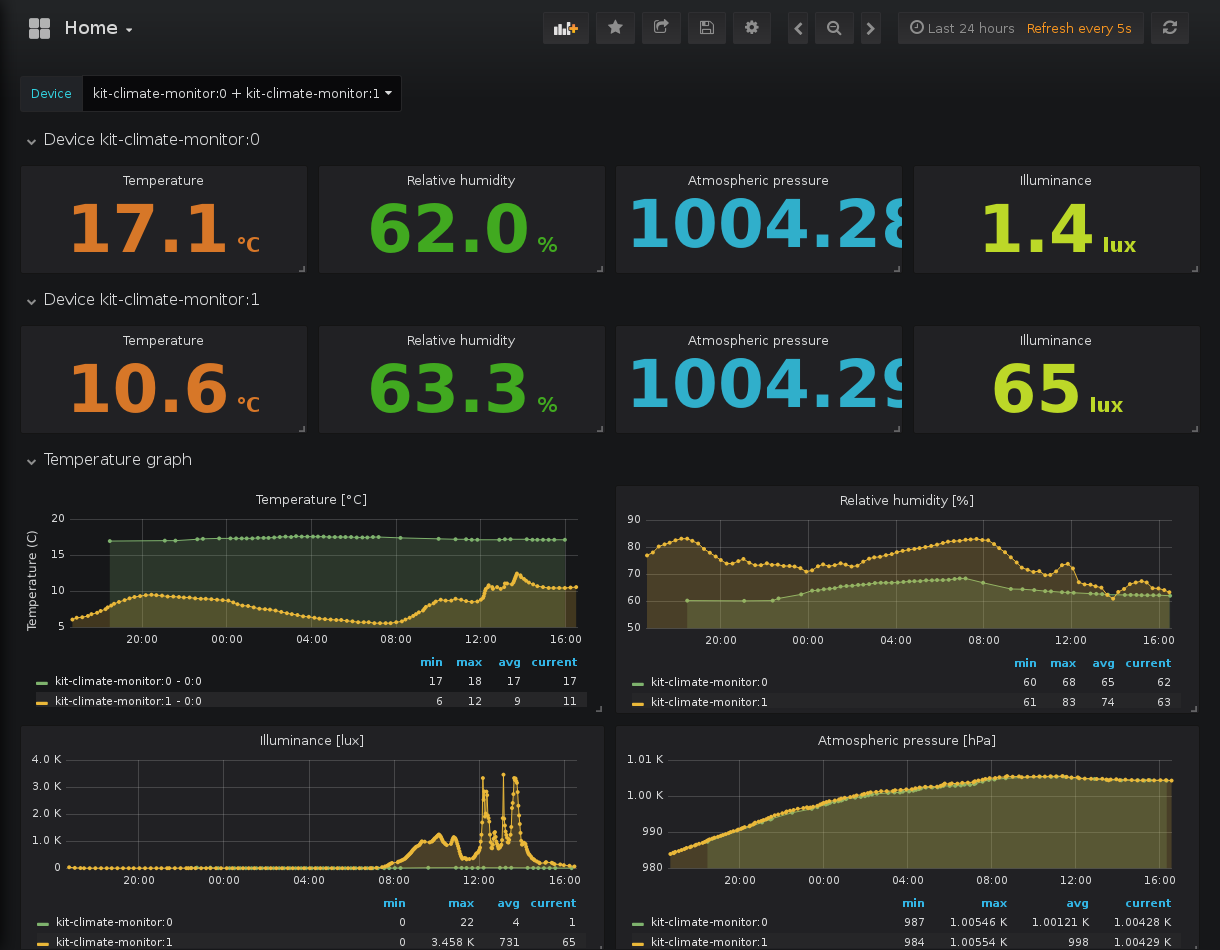 Home
Last 24 hours Refresh every 5s
Device kit-climate-monitor:0 + kit-climate-monitor:1
Device kit-climate-monitor:0
Temperature Relative humidity Atmospheric pressure Illuminance
17.1 °C 62.0 % 1004.28 1.4 lux
Device kit-climate-monitor:1
Temperature Relative humidity Atmospheric pressure Illuminance
10.6 °C 63.3 % 1004.29 65 lux
Temperature graph
Temperature [°C]
Temperature (C)
20
15
10
5
20:00 00:00 04:00 08:00 12:00 16:00
min max avg current
kit-climate-monitor:0 - 0:0 17 18 17 17
kit-climate-monitor:1 - 0:0 6 12 9 11
Relative humidity [%]
90
80
70
60
50
20:00 00:00 04:00 08:00 12:00 16:00
min max avg current
kit-climate-monitor:0 60 68 65 62
kit-climate-monitor:1 61 83 74 63
Illuminance [lux]
4.0 K
3.0 K
2.0 K
1.0 K
0
20:00 00:00 04:00 08:00 12:00 16:00
min max avg current
kit-climate-monitor:0 0 22 4 1
kit-climate-monitor:1 0 3.458 K 731 65
Atmospheric pressure [hPa]
1.01 K
1.00 K
990
980
20:00 00:00 04:00 08:00 12:00 16:00
min max avg current
kit-climate-monitor:0 987 1.00546 K 1.00121 K 1.00428 K
kit-climate-monitor:1 984 1.00554 K 998 1.00429 K